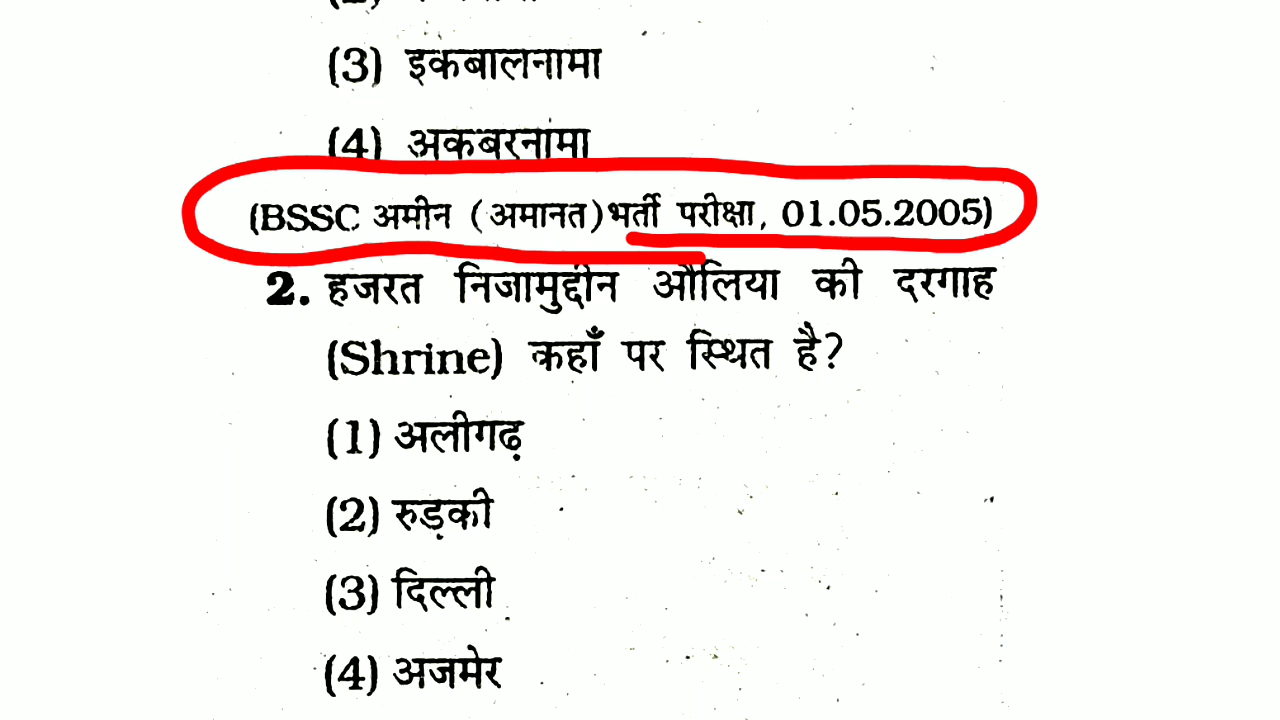 (3) इकबालनामा
(4) अकबरनामा
(BSSC अमीन (अमानत)भर्ती परीक्षा, 01.05.2005)
2. हजरत निजामुद्दीन औलिया की दरगाह
(Shrine) कहाँ पर स्थित है?
(1) अलीगढ़
(2) रुड़की
(3) दिल्ली
(4) अजमेर